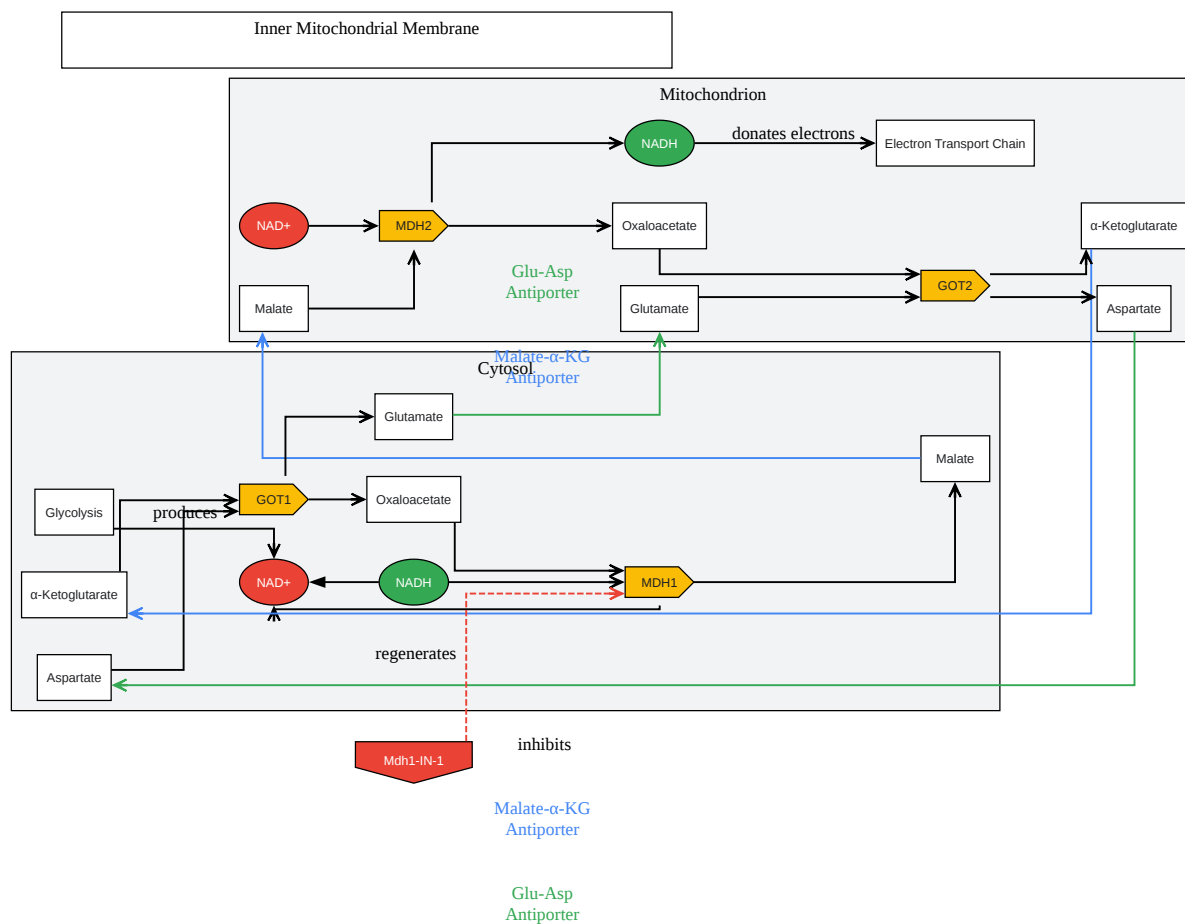 Inner Mitochondrial Membrane
Mitochondrion
donates electrons
NADH
Electron Transport Chain
NAD+
MDH2
Oxaloacetate
α-Ketoglutarate
Glu-Asp
Antiporter
GOT2
Malate
Glutamate
Aspartate
Malate-α-KG
Antiporter
Cytosol
Glutamate
Malate
GOT1
Oxaloacetate
Glycolysis
produces
NAD+
NADH
MDH1
α-Ketoglutarate
regenerates
Aspartate
inhibits
Mdh1-IN-1
Malate-α-KG
Antiporter
Glu-Asp
Antiporter